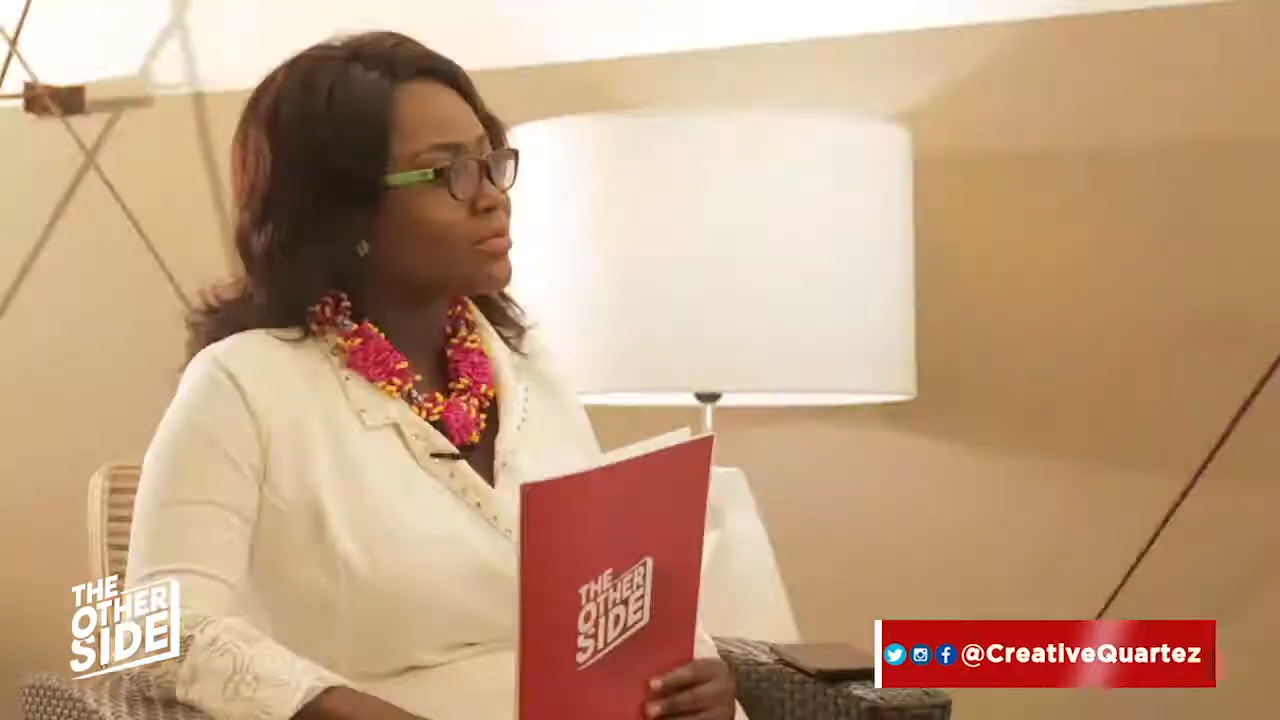 THE
OTHER
SIDE
THE
OTHER
SIDE
@CreativeQuartez